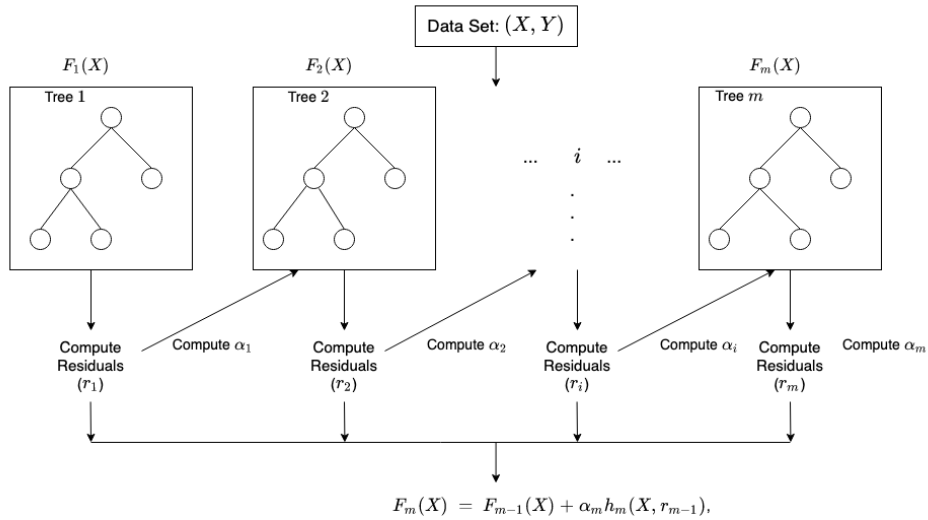 Data Set: (X, Y)
F₁(X)
F₂(X)
Fₘ(X)
Tree 1
Tree 2
Tree m
... i ...
.
.
.
Compute
Residuals
(r₁)
Compute α₁
Compute
Residuals
(r₂)
Compute α₂
Compute
Residuals
(rᵢ)
Compute αᵢ
Compute
Residuals
(rₘ)
Compute αₘ
Fₘ(X) = Fₘ₋₁(X) + αₘhₘ(X, rₘ₋₁),